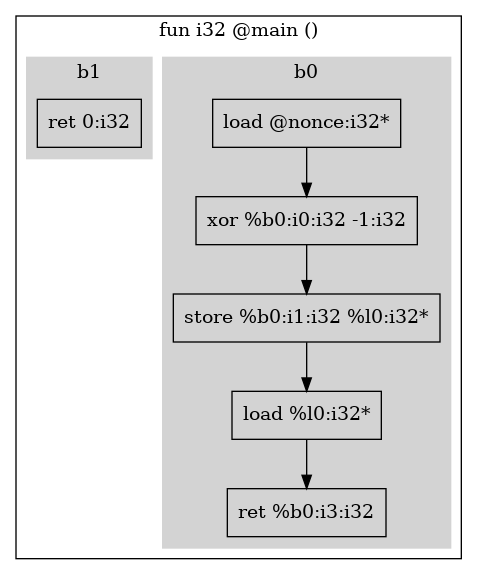 fun i32 @main ()
b1
ret 0:i32
b0
load @nonce:i32*
xor %b0:i0:i32 -1:i32
store %b0:i1:i32 %l0:i32*
load %l0:i32*
ret %b0:i3:i32